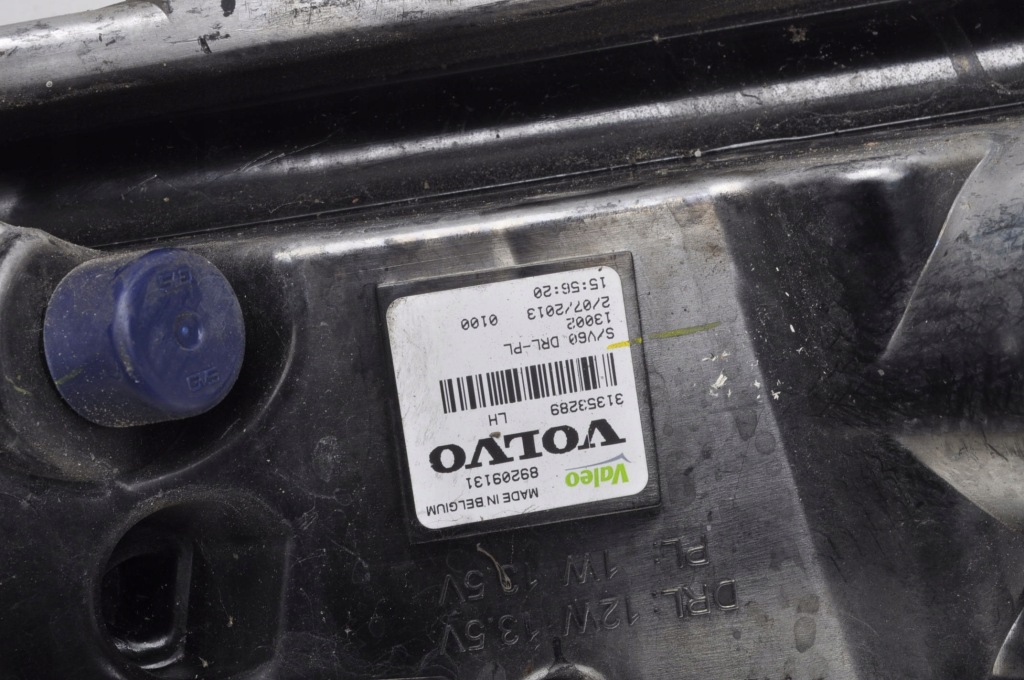 Valeo MADE IN BELGIUM
89209131
VOLVO
31353289 LH
S/V60 DRL-PL
13002
2/07/2013 0100
15:56:20
DRL: 12W 13.5V
PL: 1W 13.5V